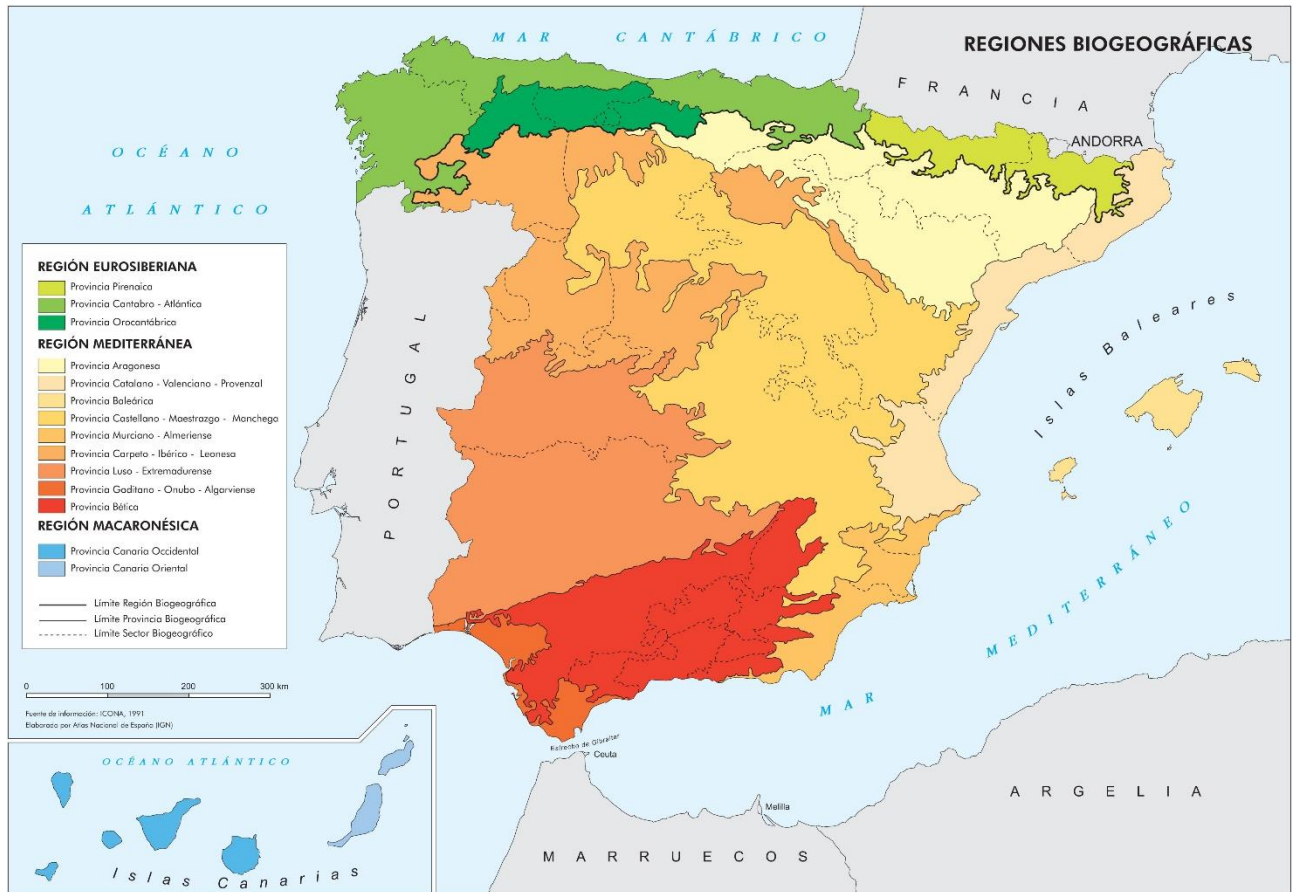 MAR CANTÁBRICO
REGIONES BIOGEOGRÁFICAS
FRANCIA
ANDORRA
OCÉANO
ATLÁNTICO
REGIÓN EUROSIBERIANA
Provincia Pirenaica
Provincia Cantabro - Atlántica
Provincia Orocantábrica
REGIÓN MEDITERRÁNEA
Provincia Aragonesa
Provincia Catalano - Valenciano - Provenzal
Provincia Baleárica
Provincia Castellano - Maestrazgo - Manchega
Provincia Murciano - Almeriense
Provincia Carpeto - Ibérico - Leonesa
Provincia Luso - Extremadurense
Provincia Gaditano - Onubo - Algarviense
Provincia Bética
REGIÓN MACARONÉSICA
Provincia Canaria Occidental
Provincia Canaria Oriental
Límite Región Biogeográfica
Límite Provincia Biogeográfica
Límite Sector Biogeográfico
PORTUGAL
Islas Baleares
MAR MEDITERRÁNEO
0 100 200 300 km
Fuente de información: ICONA, 1991
Elaborado por Atlas Nacional de España (IGN)
OCÉANO ATLÁNTICO
Islas Canarias
Estrecho de Gibraltar
Ceuta
Melilla
MARRUECOS
ARGELIA